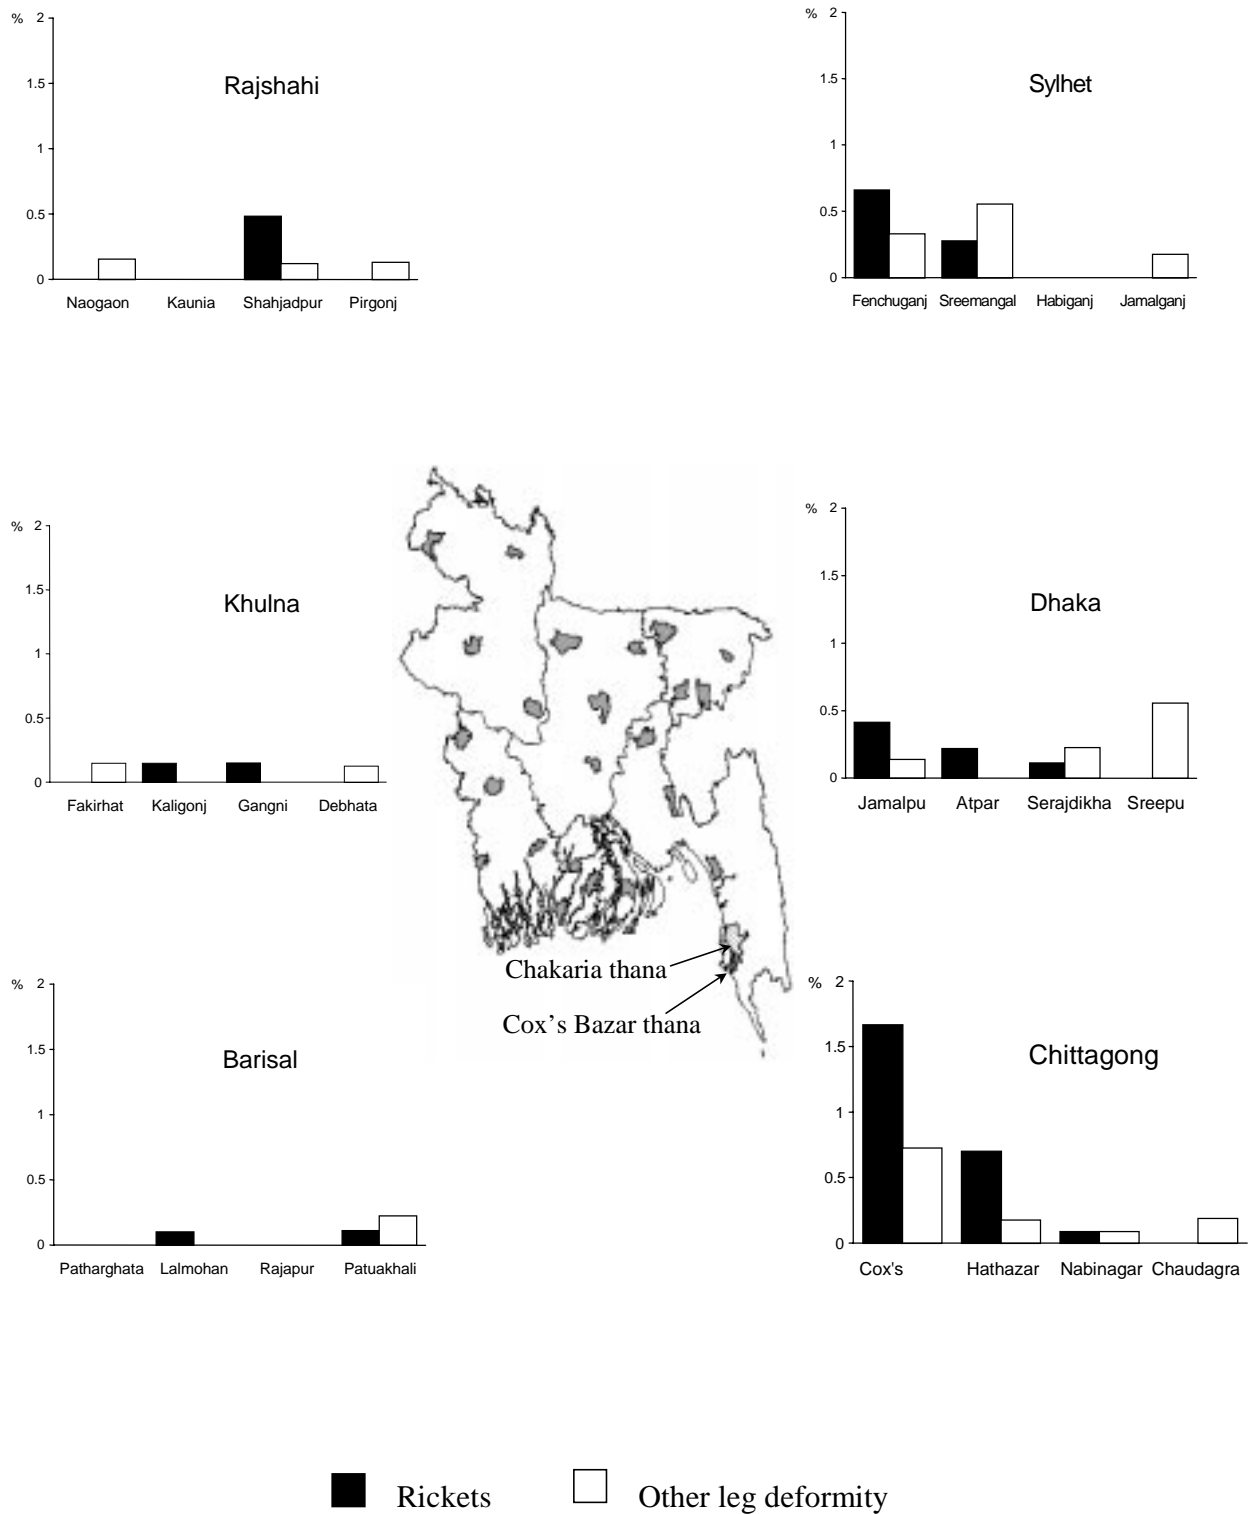 % 2
1.5
1
0.5
0
Rajshahi
Naogaon Kaunia Shahjadpur Pirgonj
% 2
1.5
1
0.5
0
Sylhet
Fenchuganj Sreemangal Habiganj Jamalganj
% 2
1.5
1
0.5
0
Khulna
Fakirhat Kaligonj Gangni Debhata
% 2
1.5
1
0.5
0
Dhaka
Jamalpu Atpar Serajdikha Sreepu
Chakaria thana
Cox's Bazar thana
% 2
1.5
1
0.5
0
Barisal
Patharghata Lalmohan Rajapur Patuakhali
% 2
1.5
1
0.5
0
Chittagong
Cox's Hathazar Nabinagar Chaudagra
Rickets Other leg deformity